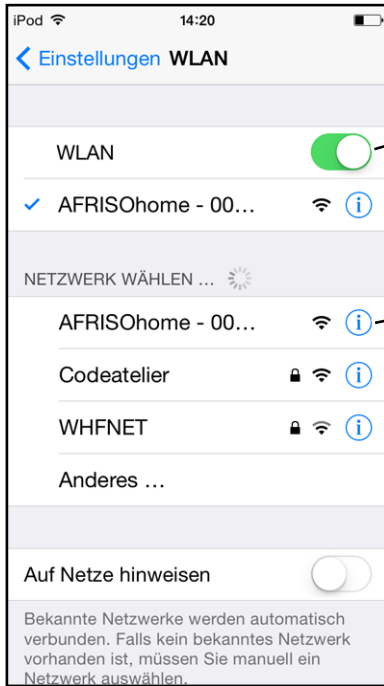 iPod 14:20
Einstellungen WLAN
WLAN
AFRISOhome - 00...
NETZWERK WÄHLEN ...
AFRISOhome - 00...
Codeatelier
WHFNET
Anderes ...
Auf Netze hinweisen
Bekannte Netzwerke werden automatisch
verbunden. Falls kein bekanntes Netzwerk
vorhanden ist, müssen Sie manuell ein
Netzwerk auswählen.